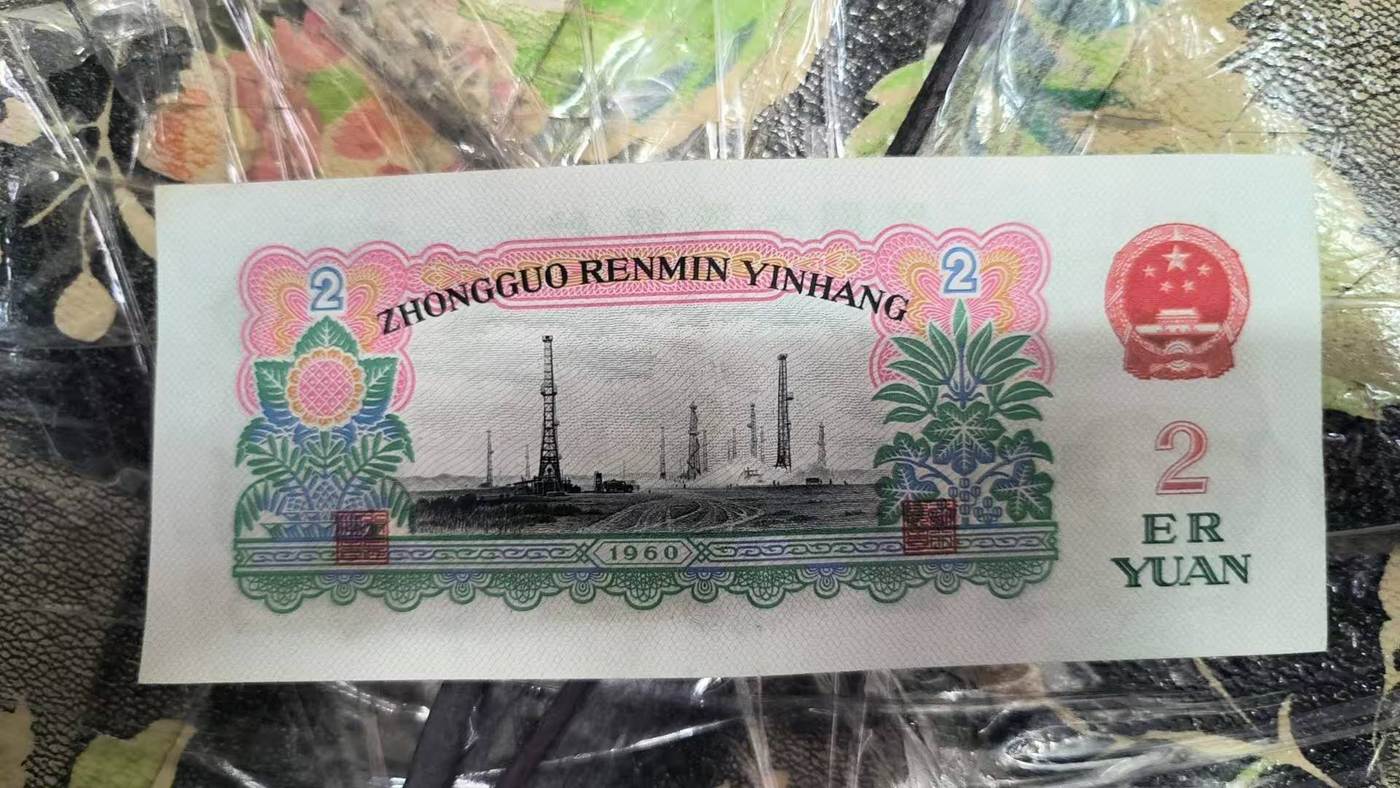 ZHONGGUO RENMIN YINHANG
2
2
2
ER
YUAN
1960